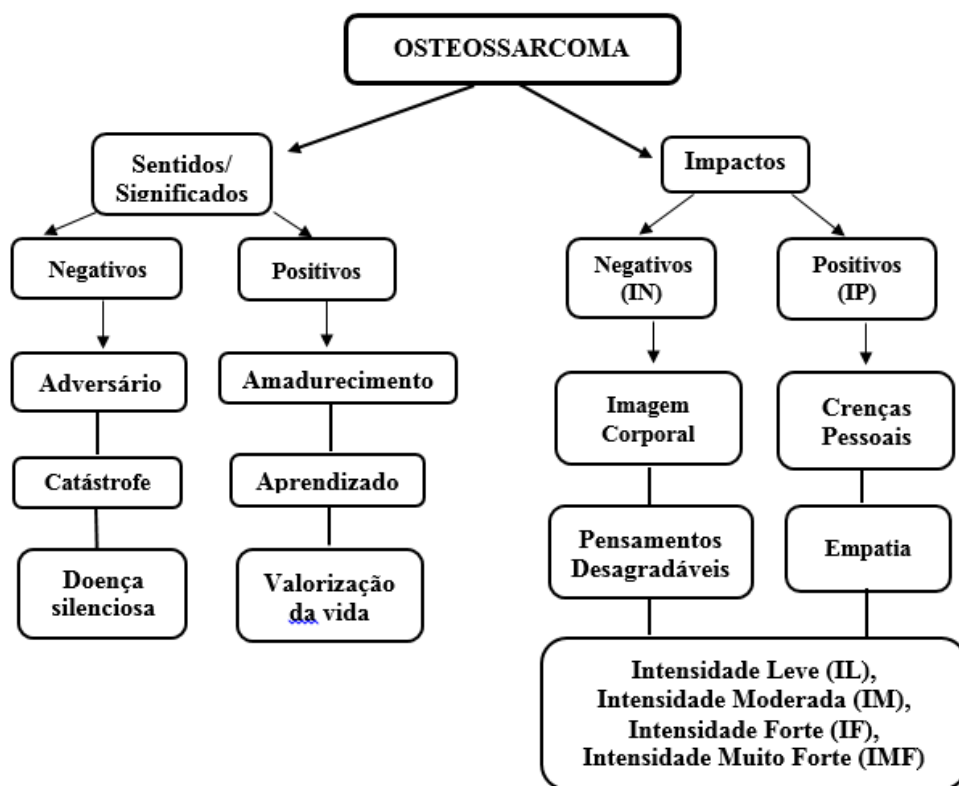 OSTEOSSARCOMA
Sentidos/
Significados
Impactos
Negativos
Positivos
Negativos
(IN)
Positivos
(IP)
Adversário
Amadurecimento
Imagem
Corporal
Crenças
Pessoais
Catástrofe
Aprendizado
Pensamentos
Desagradáveis
Empatia
Doença
silenciosa
Valorização
da vida
Intensidade Leve (IL),
Intensidade Moderada (IM),
Intensidade Forte (IF),
Intensidade Muito Forte (IMF)